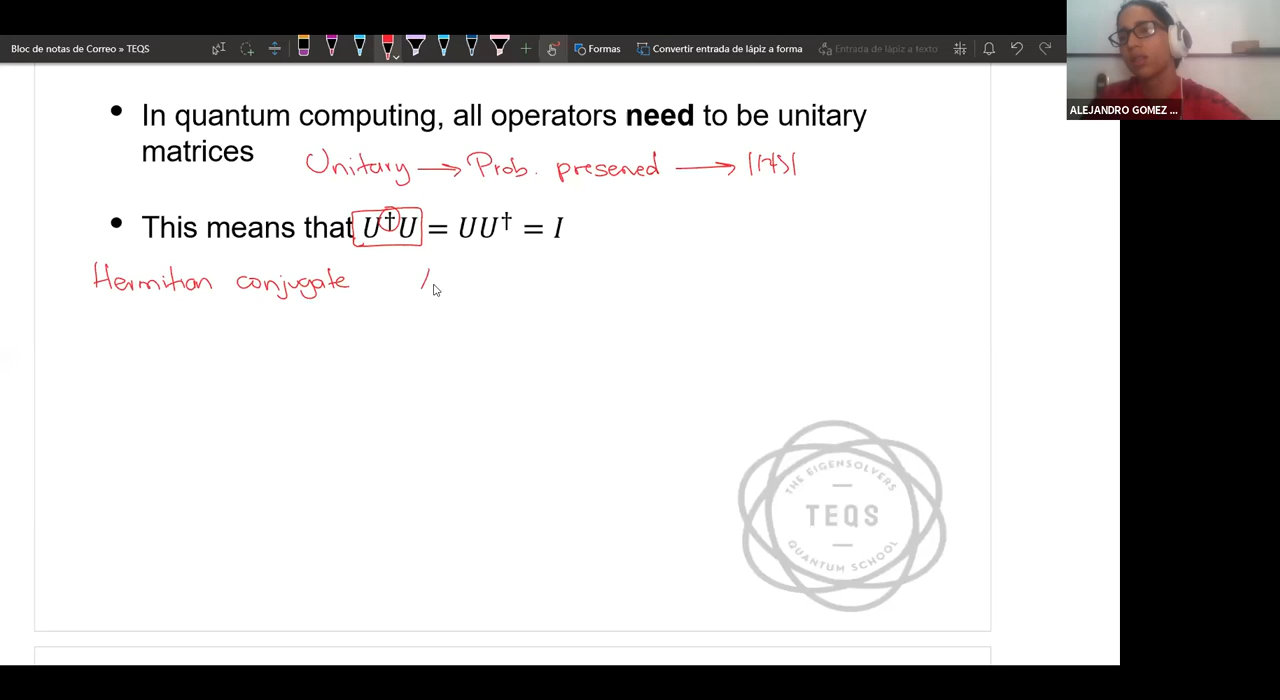 Bloc de notas de Correo » TEQS
Formas
Convertir entrada de lápiz a forma
Entrada de lápiz a texto
ALEJANDRO GOMEZ ...
• In quantum computing, all operators need to be unitary
matrices
Unitary → Prob. preserved → ||ψ⟩|
• This means that U†U = UU† = I
Hermitian conjugate
THE EIGENSOLVERS
TEQS
QUANTUM SCHOOL